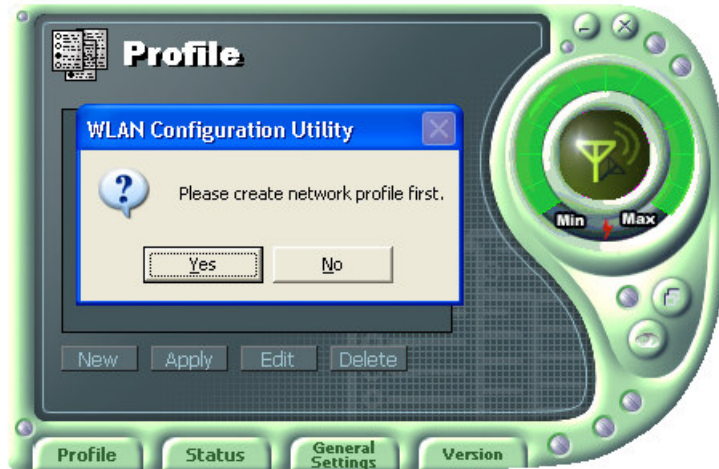 Profile
WLAN Configuration Utility
Please create network profile first.
Yes
No
Min
Max
New
Apply
Edit
Delete
Profile
Status
General
Settings
Version